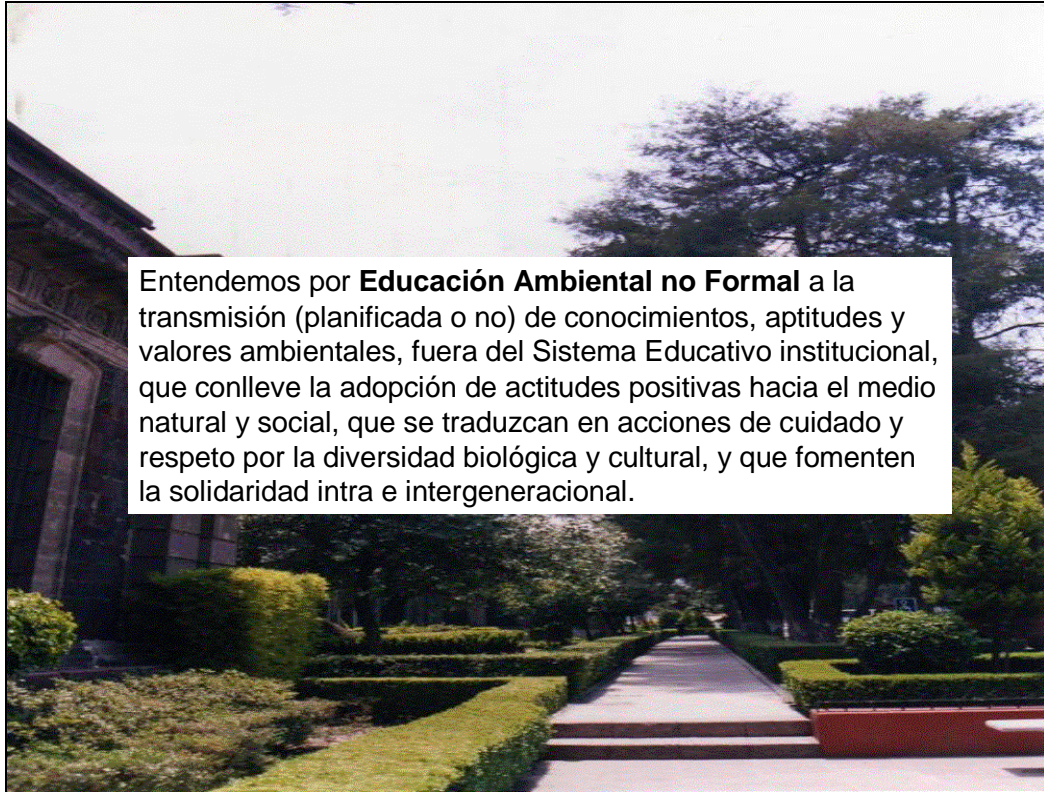 Entendemos por Educación Ambiental no Formal a la
transmisión (planificada o no) de conocimientos, aptitudes y
valores ambientales, fuera del Sistema Educativo institucional,
que conlleve la adopción de actitudes positivas hacia el medio
natural y social, que se traduzcan en acciones de cuidado y
respeto por la diversidad biológica y cultural, y que fomenten
la solidaridad intra e intergeneracional.